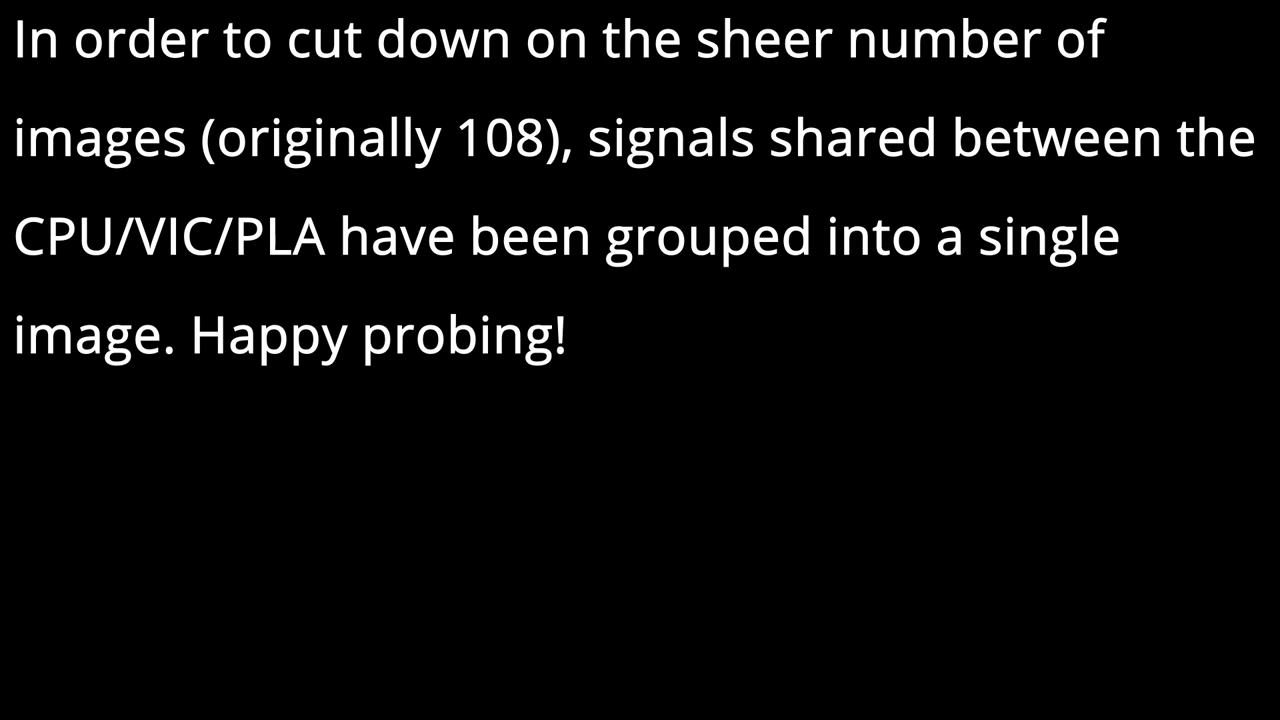 In order to cut down on the sheer number of
images (originally 108), signals shared between the
CPU/VIC/PLA have been grouped into a single
image. Happy probing!